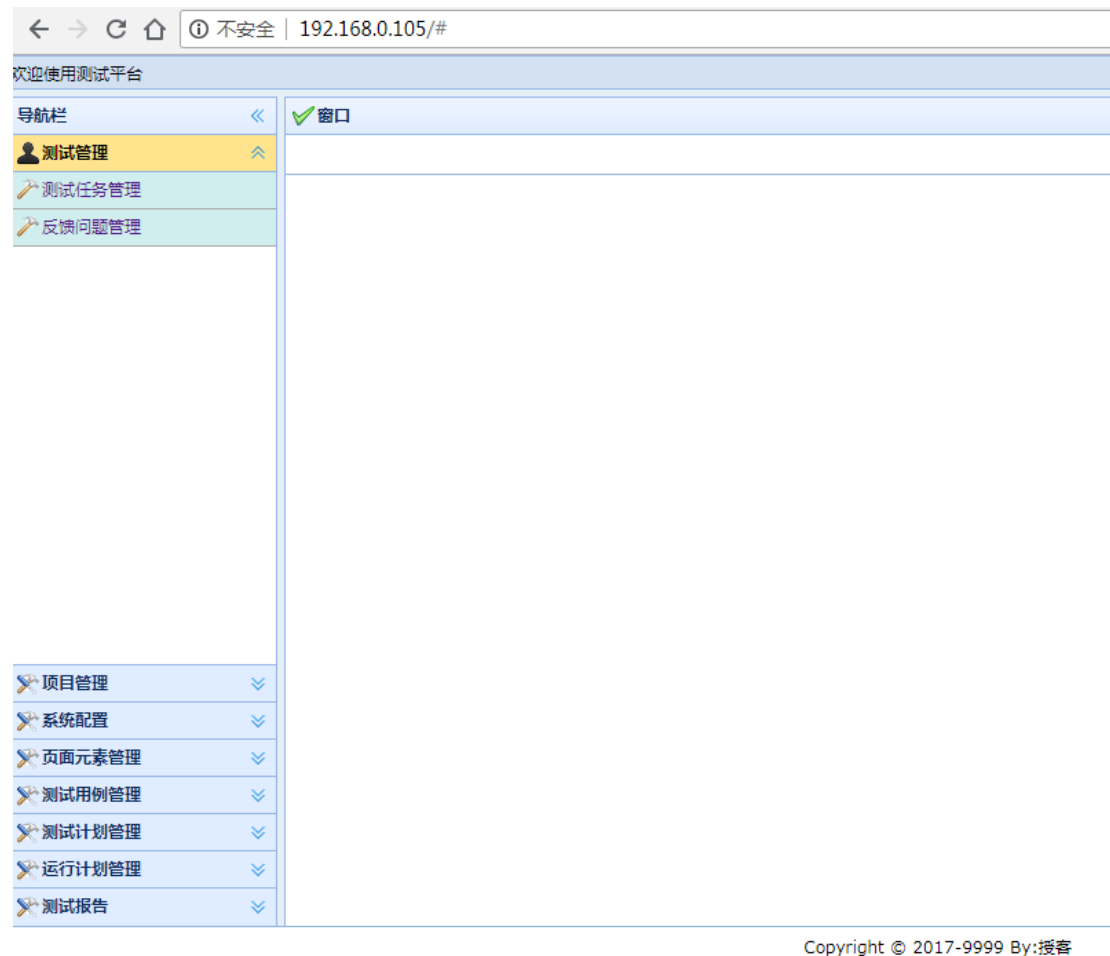 不安全 192.168.0.105/#
欢迎使用测试平台
导航栏
窗口
测试管理
测试任务管理
反馈问题管理
项目管理
系统配置
页面元素管理
测试用例管理
测试计划管理
运行计划管理
测试报告
Copyright © 2017-9999 By:授客